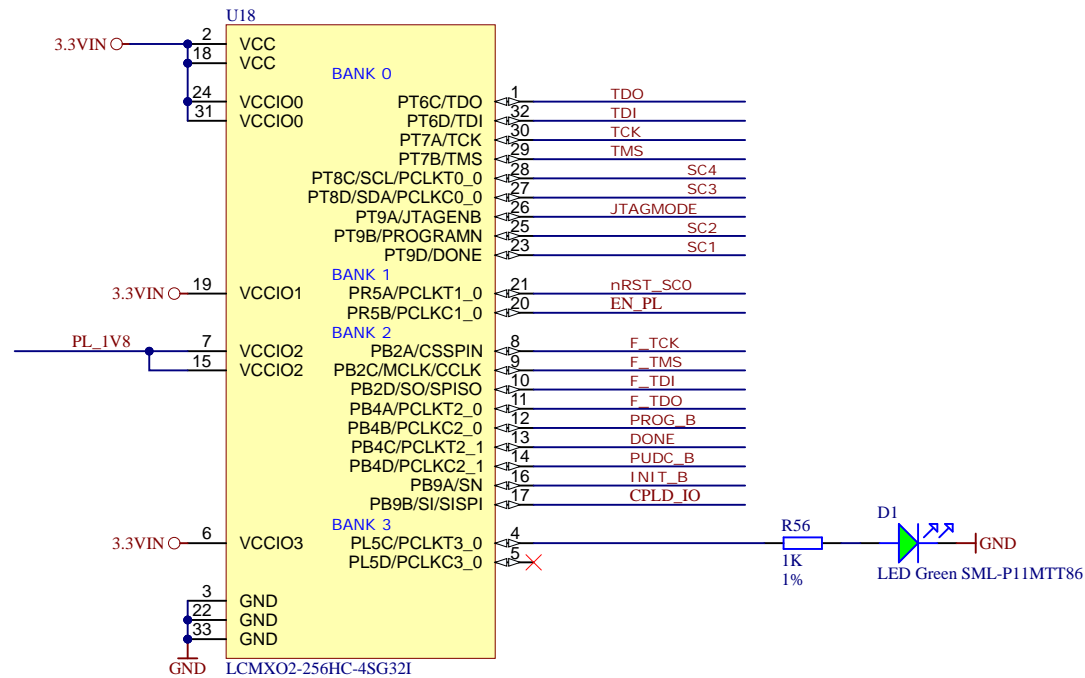 U18
3.3VIN 2 VCC
18 VCC
BANK 0
24 VCCIO0 PT6C/TDO 1 TDO
31 VCCIO0 PT6D/TDI 32 TDI
PT7A/TCK 30 TCK
PT7B/TMS 29 TMS
PT8C/SCL/PCLKT0_0 28 SC4
PT8D/SDA/PCLKC0_0 27 SC3
PT9A/JTAGENB 26 JTAGMODE
PT9B/PROGRAMN 25 SC2
PT9D/DONE 23 SC1
BANK 1
3.3VIN 19 VCCIO1 PR5A/PCLKT1_0 21 nRST_SC0
PR5B/PCLKC1_0 20 EN_PL
BANK 2
PL_1V8 7 VCCIO2 PB2A/CSSPIN 8 F_TCK
15 VCCIO2 PB2C/MCLK/CCLK 9 F_TMS
PB2D/SO/SPISO 10 F_TDI
PB4A/PCLKT2_0 11 F_TDO
PB4B/PCLKC2_0 12 PROG_B
PB4C/PCLKT2_1 13 DONE
PB4D/PCLKC2_1 14 PUDC_B
PB9A/SN 16 INIT_B
PB9B/SI/SISPI 17 CPLD_IO
BANK 3
3.3VIN 6 VCCIO3 PL5C/PCLKT3_0 4 R56 D1 GND
PL5D/PCLKC3_0 5 1K LED Green SML-P11MTT86
1%
3 GND
22 GND
33 GND
GND LCMXO2-256HC-4SG32I